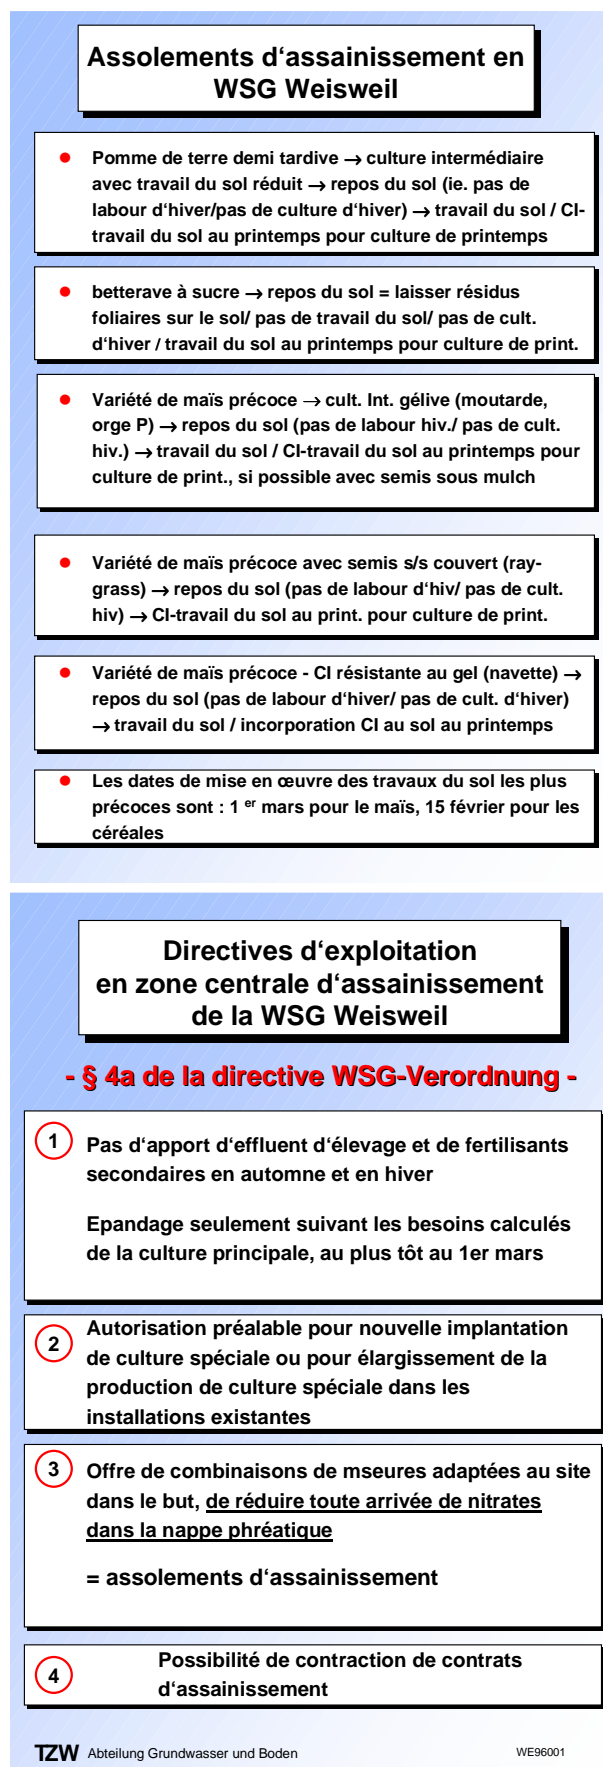 Assolements d‘assainissement en
WSG Weisweil
● Pomme de terre demi tardive → culture intermédiaire
avec travail du sol réduit → repos du sol (ie. pas de
labour d‘hiver/pas de culture d‘hiver) → travail du sol / CI-
travail du sol au printemps pour culture de printemps
● betterave à sucre → repos du sol = laisser résidus
foliaires sur le sol/ pas de travail du sol/ pas de cult.
d‘hiver / travail du sol au printemps pour culture de print.
● Variété de maïs précoce → cult. Int. gélive (moutarde,
orge P) → repos du sol (pas de labour hiv./ pas de cult.
hiv.) → travail du sol / CI-travail du sol au printemps pour
culture de print., si possible avec semis sous mulch
● Variété de maïs précoce avec semis s/s couvert (ray-
grass) → repos du sol (pas de labour d‘hiv/ pas de cult.
hiv) → CI-travail du sol au print. pour culture de print.
● Variété de maïs précoce - CI résistante au gel (navette) →
repos du sol (pas de labour d‘hiver/ pas de cult. d‘hiver)
→ travail du sol / incorporation CI au sol au printemps
● Les dates de mise en œuvre des travaux du sol les plus
précoces sont : 1 er mars pour le maïs, 15 février pour les
céréales
Directives d‘exploitation
en zone centrale d‘assainissement
de la WSG Weisweil
- § 4a de la directive WSG-Verordnung -
1 Pas d‘apport d‘effluent d‘élevage et de fertilisants
secondaires en automne et en hiver
Epandage seulement suivant les besoins calculés
de la culture principale, au plus tôt au 1er mars
2 Autorisation préalable pour nouvelle implantation
de culture spéciale ou pour élargissement de la
production de culture spéciale dans les
installations existantes
3 Offre de combinaisons de mseures adaptées au site
dans le but, de réduire toute arrivée de nitrates
dans la nappe phréatique
= assolements d‘assainissement
4 Possibilité de contraction de contrats
d‘assainissement
TZW Abteilung Grundwasser und Boden WE96001